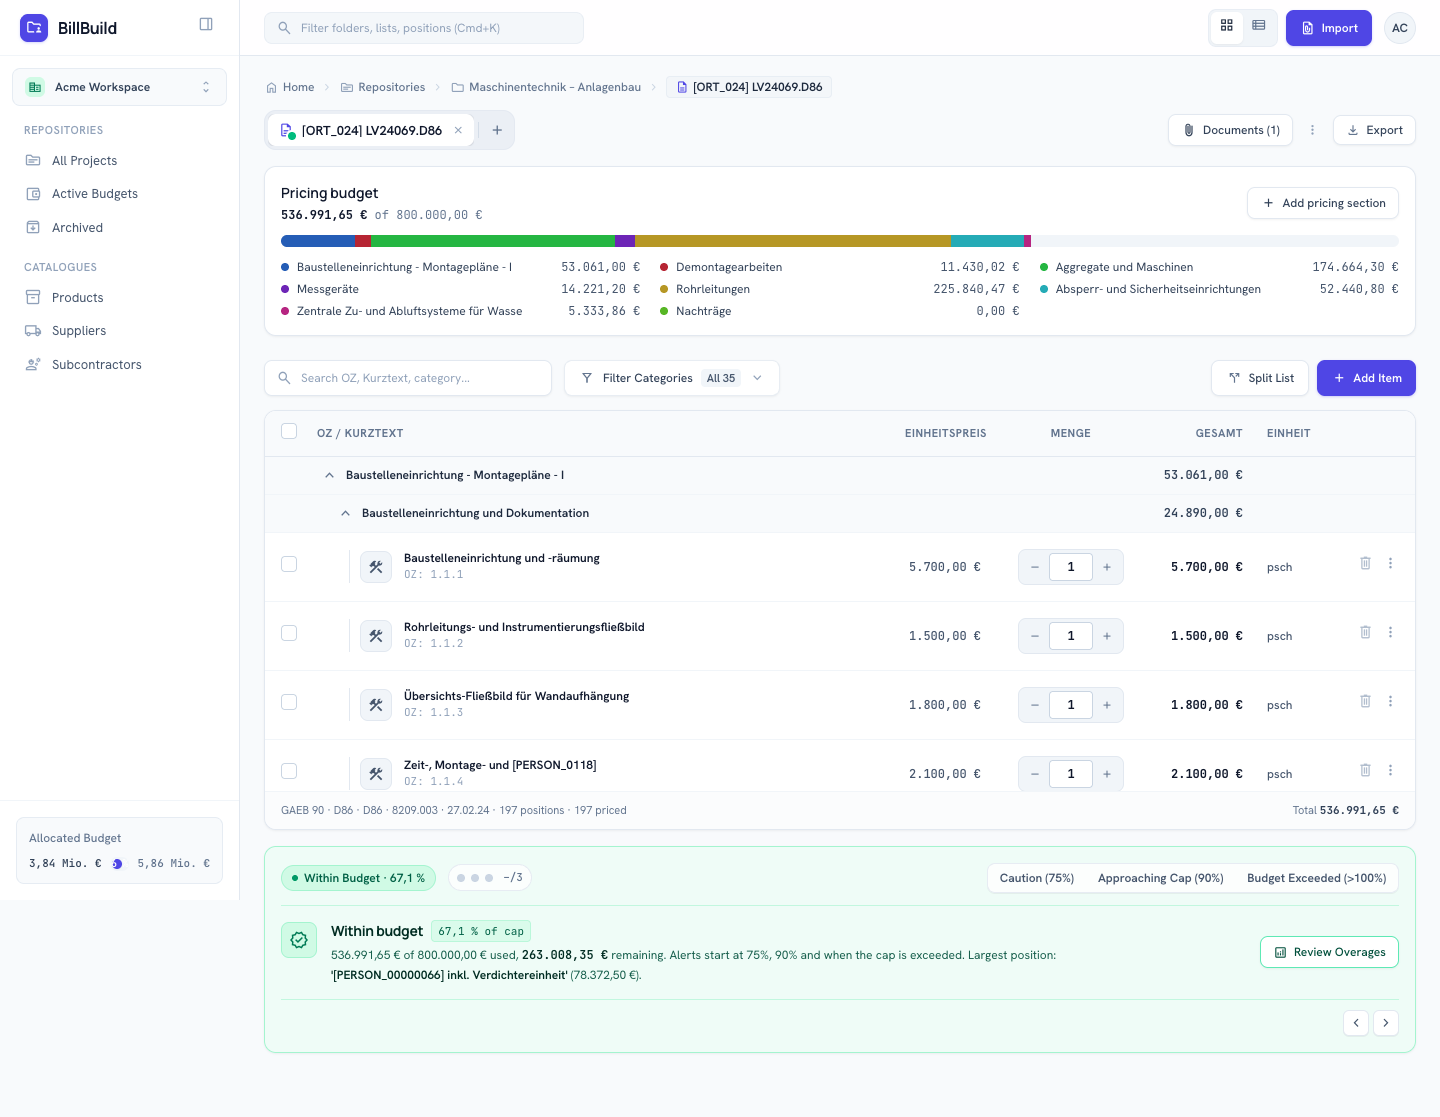 BillBuild
Filter folders, lists, positions (Cmd+K)
Import
AC
Acme Workspace
REPOSITORIES
All Projects
Active Budgets
Archived
CATALOGUES
Products
Suppliers
Subcontractors
Allocated Budget
3,84 Mio. € 5,86 Mio. €
Home
Repositories
Maschinentechnik – Anlagenbau
[ORT_024] LV24069.D86
[ORT_024] LV24069.D86
Documents (1)
Export
Pricing budget
536.991,65 € of 800.000,00 €
Add pricing section
Baustelleneinrichtung - Montagepläne - I 53.061,00 €
Demontagearbeiten 11.430,02 €
Aggregate und Maschinen 174.664,30 €
Messgeräte 14.221,20 €
Rohrleitungen 225.840,47 €
Absperr- und Sicherheitseinrichtungen 52.440,80 €
Zentrale Zu- und Abluftsysteme für Wasse 5.333,86 €
Nachträge 0,00 €
Search OZ, Kurztext, category...
Filter Categories All 35
Split List
Add Item
OZ / KURZTEXT EINHEITSPREIS MENGE GESAMT EINHEIT
Baustelleneinrichtung - Montagepläne - I 53.061,00 €
Baustelleneinrichtung und Dokumentation 24.890,00 €
Baustelleneinrichtung und -räumung
OZ: 1.1.1
5.700,00 € − 1 + 5.700,00 € psch
Rohrleitungs- und Instrumentierungsfließbild
OZ: 1.1.2
1.500,00 € − 1 + 1.500,00 € psch
Übersichts-Fließbild für Wandaufhängung
OZ: 1.1.3
1.800,00 € − 1 + 1.800,00 € psch
Zeit-, Montage- und [PERSON_0118]
OZ: 1.1.4
2.100,00 € − 1 + 2.100,00 € psch
GAEB 90 · D86 · D86 · 8209.003 · 27.02.24 · 197 positions · 197 priced
Total 536.991,65 €
Within Budget · 67,1 %
–/3
Caution (75%)
Approaching Cap (90%)
Budget Exceeded (>100%)
Within budget 67,1 % of cap
536.991,65 € of 800.000,00 € used, 263.008,35 € remaining. Alerts start at 75%, 90% and when the cap is exceeded. Largest position:
'[PERSON_00000066] inkl. Verdichtereinheit' (78.372,50 €).
Review Overages